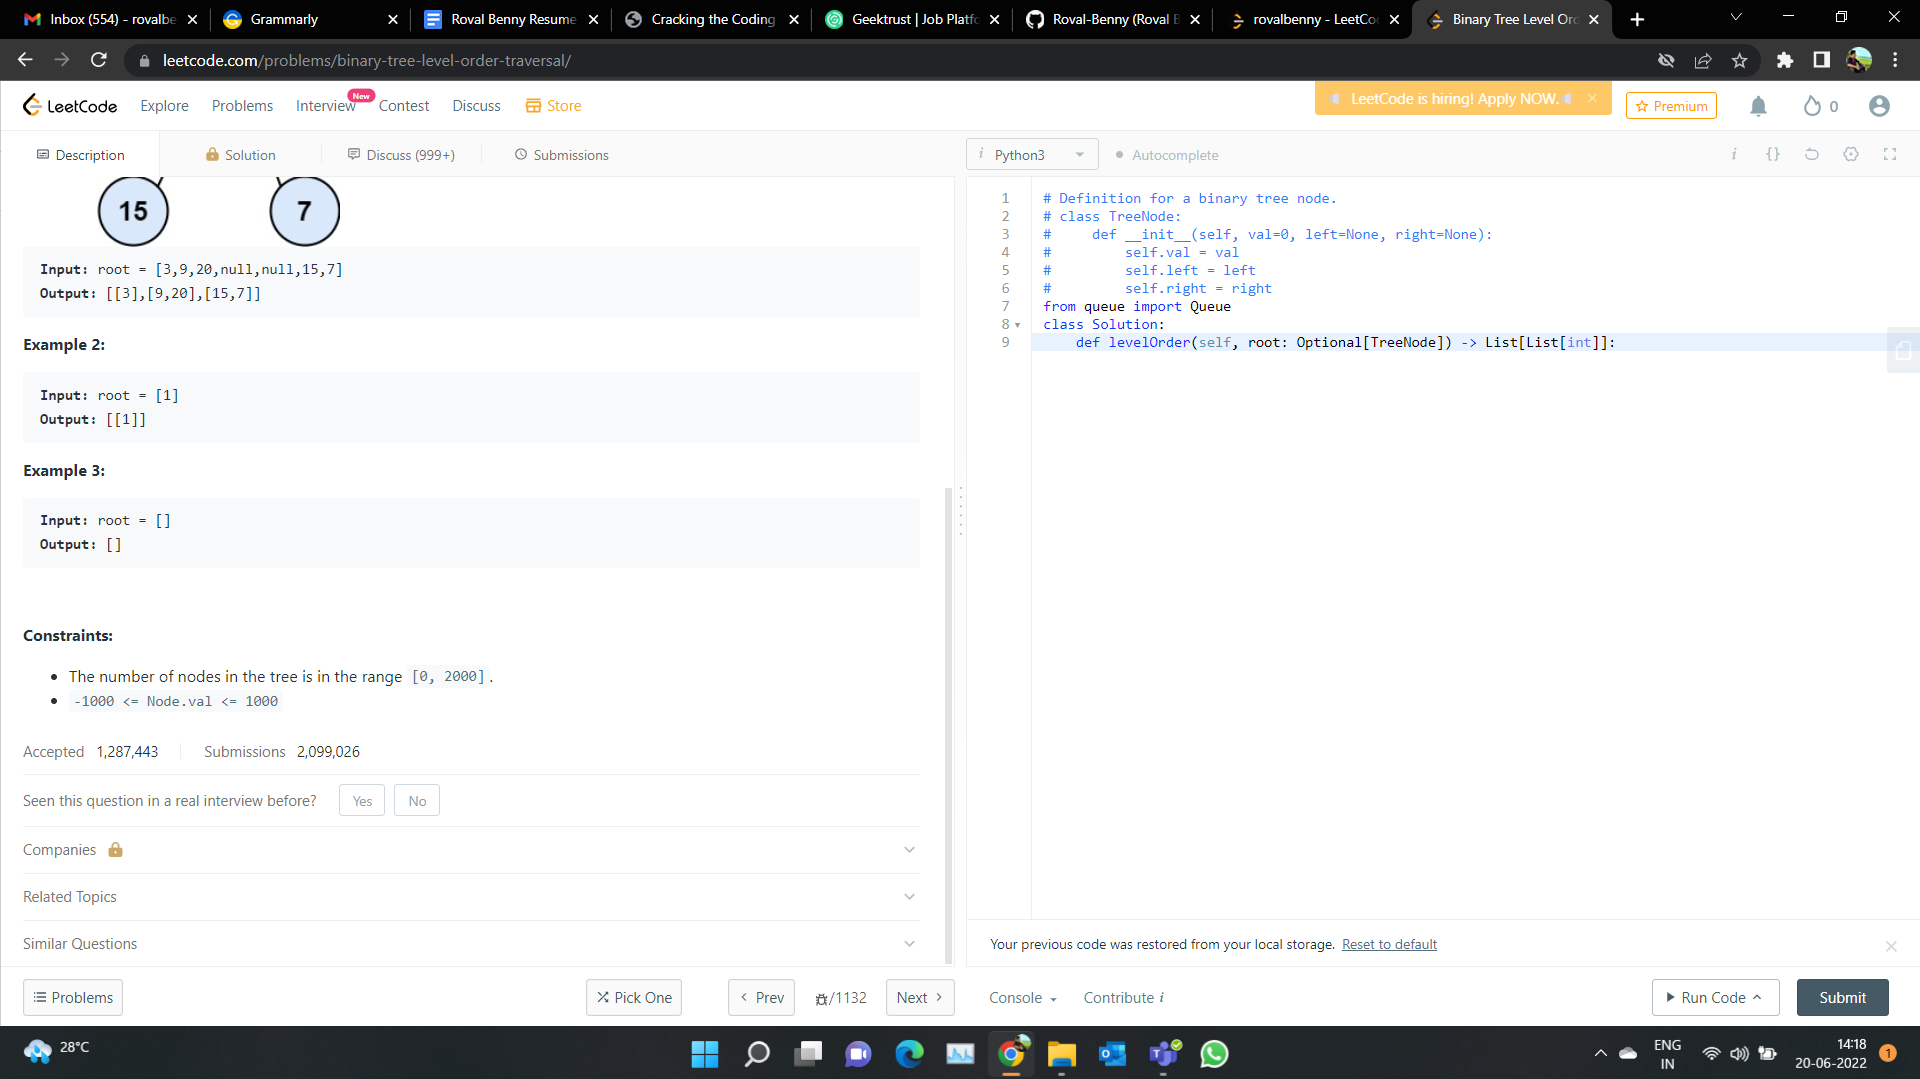 Inbox (554) - rovalbe
Grammarly
Roval Benny Resume
Cracking the Coding
Geektrust | Job Platfo
Roval-Benny (Roval B
rovalbenny - LeetCo
Binary Tree Level Ord
leetcode.com/problems/binary-tree-level-order-traversal/
LeetCode Explore Problems Interview New Contest Discuss Store
LeetCode is hiring! Apply NOW.
Premium
0
Description Solution Discuss (999+) Submissions
i Python3 Autocomplete
15 7
Input: root = [3,9,20,null,null,15,7]
Output: [[3],[9,20],[15,7]]
Example 2:
Input: root = [1]
Output: [[1]]
Example 3:
Input: root = []
Output: []
Constraints:
The number of nodes in the tree is in the range [0, 2000].
-1000 <= Node.val <= 1000
Accepted 1,287,443 Submissions 2,099,026
Seen this question in a real interview before? Yes No
Companies
Related Topics
Similar Questions
Problems Pick One Prev /1132 Next
1 # Definition for a binary tree node.
2 # class TreeNode:
3 #     def __init__(self, val=0, left=None, right=None):
4 #         self.val = val
5 #         self.left = left
6 #         self.right = right
7 from queue import Queue
8 class Solution:
9     def levelOrder(self, root: Optional[TreeNode]) -> List[List[int]]:
Your previous code was restored from your local storage. Reset to default
Console Contribute i Run Code Submit
28°C
ENG
IN
14:18
20-06-2022
1